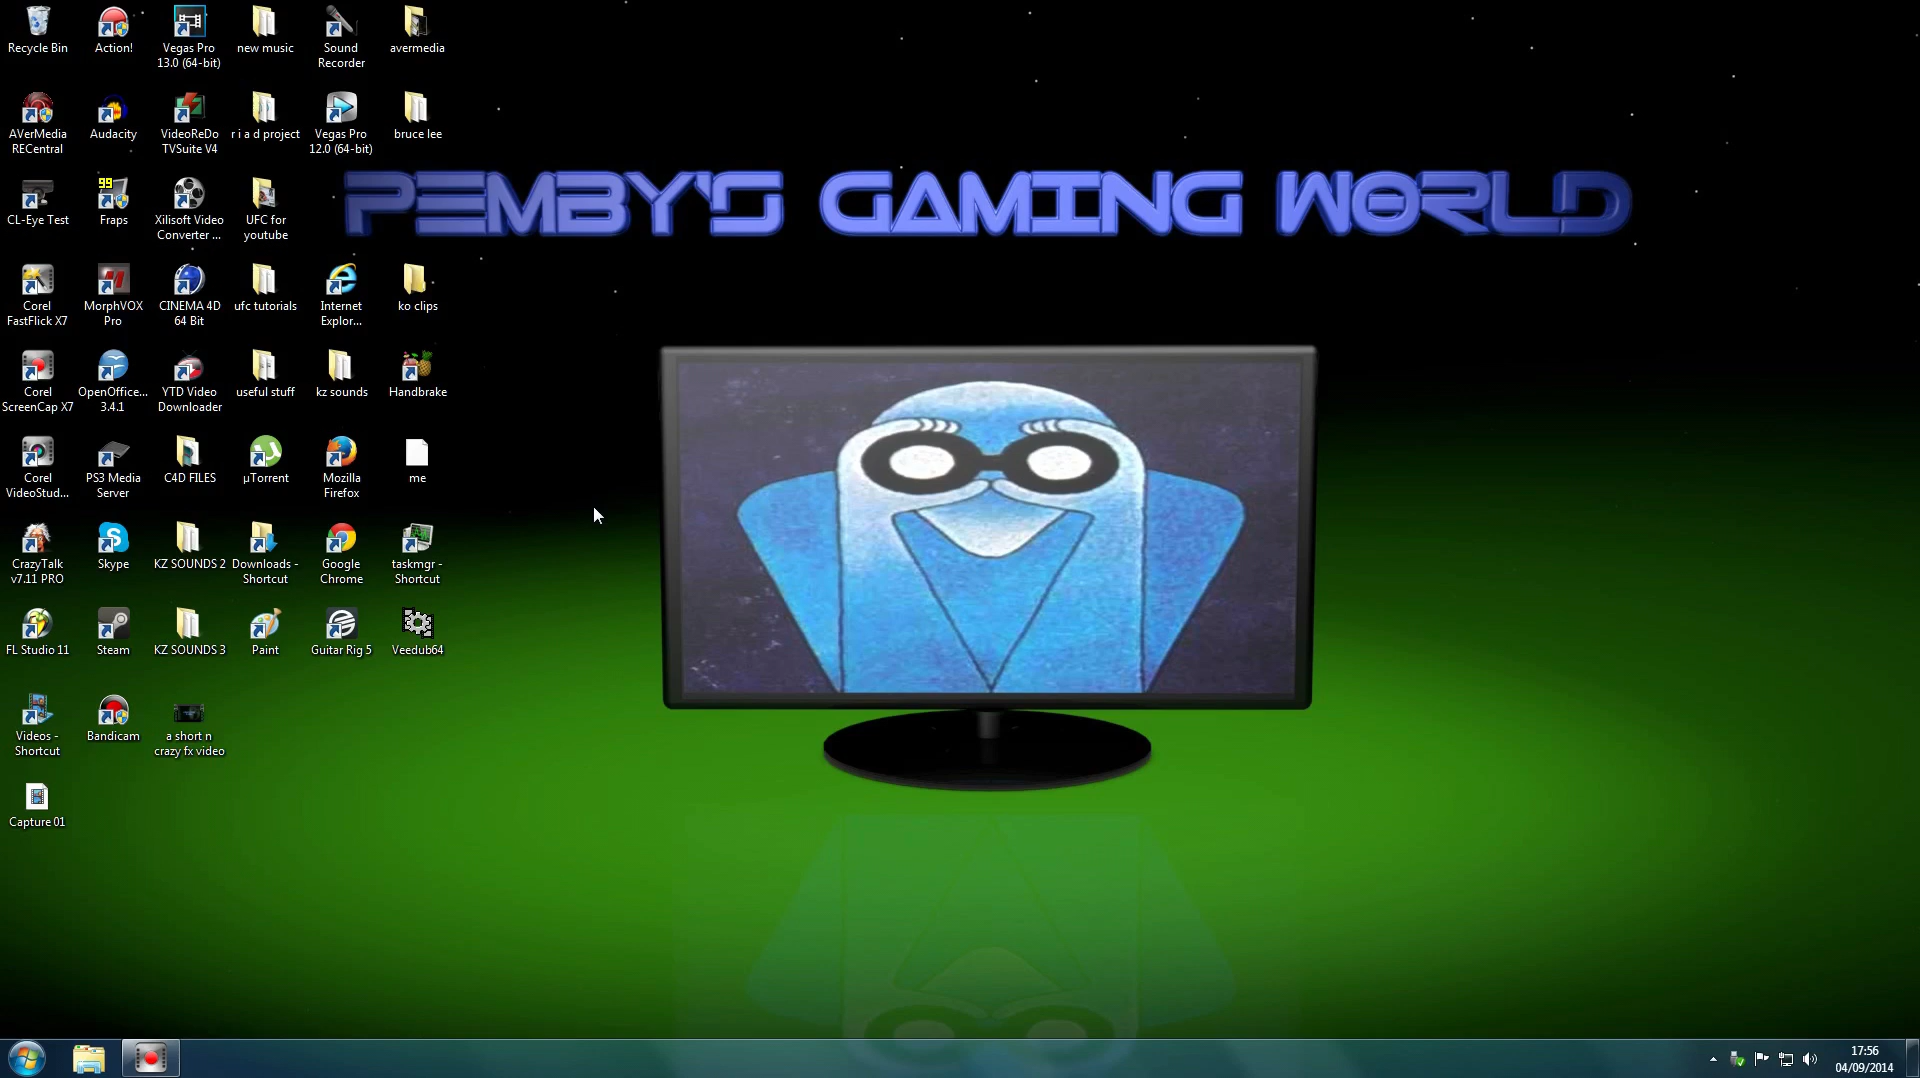 Recycle Bin
Action!
Vegas Pro
13.0 (64-bit)
new music
Sound
Recorder
avermedia
AVerMedia
RECentral
Audacity
VideoReDo
TVSuite V4
r i a d project
Vegas Pro
12.0 (64-bit)
bruce lee
PEMBY'S GAMING WORLD
CL-Eye Test
99
Fraps
Xilisoft Video
Converter ...
UFC for
youtube
Corel
FastFlick X7
MorphVOX
Pro
CINEMA 4D
64 Bit
ufc tutorials
Internet
Explor...
ko clips
Corel
ScreenCap X7
OpenOffice...
3.4.1
YTD Video
Downloader
useful stuff
kz sounds
Handbrake
Corel
VideoStud...
PS3 Media
Server
C4D FILES
µTorrent
Mozilla
Firefox
me
CrazyTalk
v7.11 PRO
Skype
KZ SOUNDS 2
Downloads -
Shortcut
Google
Chrome
taskmgr -
Shortcut
FL Studio 11
Steam
KZ SOUNDS 3
Paint
Guitar Rig 5
Veedub64
Videos -
Shortcut
Bandicam
a short n
crazy fx video
Capture 01
17:56
04/09/2014